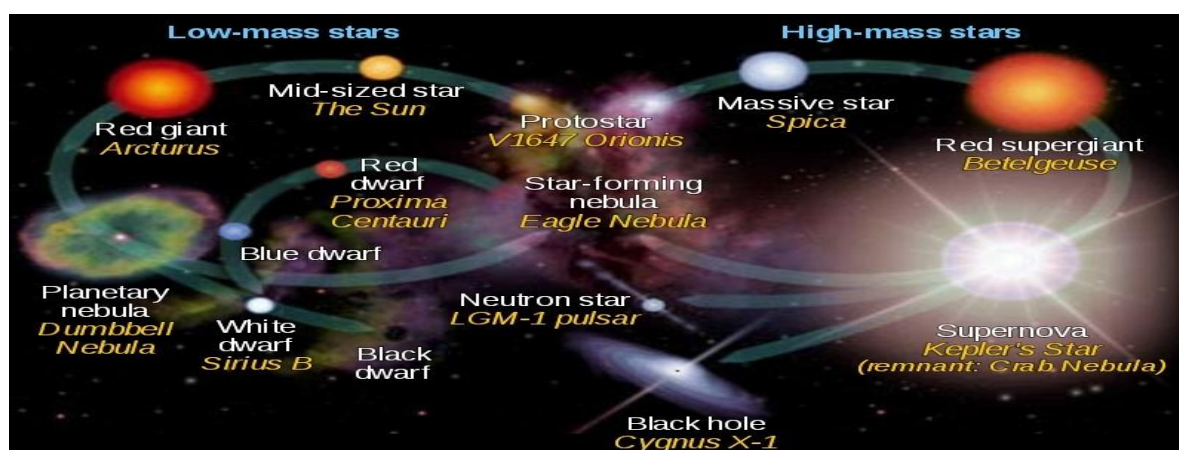 Low-mass stars
High-mass stars
Mid-sized star
The Sun
Red giant
Arcturus
Protostar
V1647 Orionis
Massive star
Spica
Red supergiant
Betelgeuse
Red
dwarf
Proxima
Centauri
Star-forming
nebula
Eagle Nebula
Blue dwarf
Planetary
nebula
Dumbbell
Nebula
White
dwarf
Sirius B
Black
dwarf
Neutron star
LGM-1 pulsar
Supernova
Kepler's Star
(remnant: Crab Nebula)
Black hole
Cygnus X-1